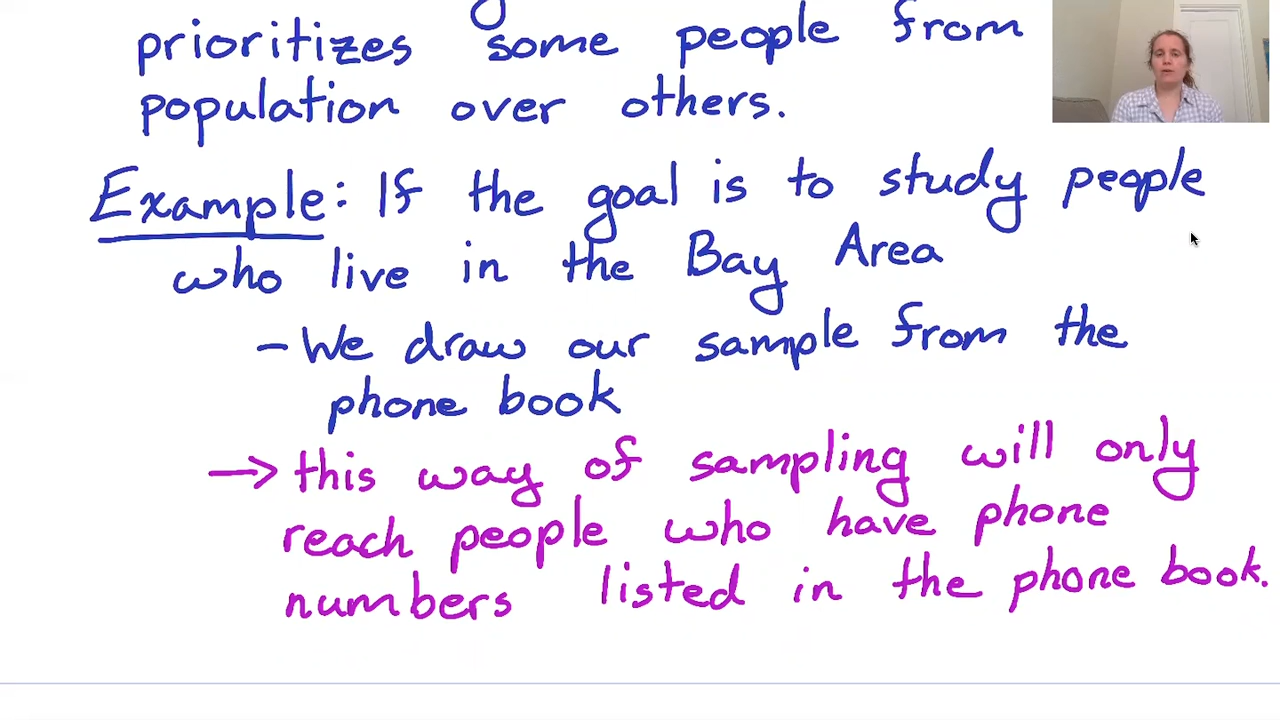 prioritizes some people from
population over others.
Example: If the goal is to study people
who live in the Bay Area
- We draw our sample from the
phone book
→ this way of sampling will only
reach people who have phone
numbers listed in the phone book.